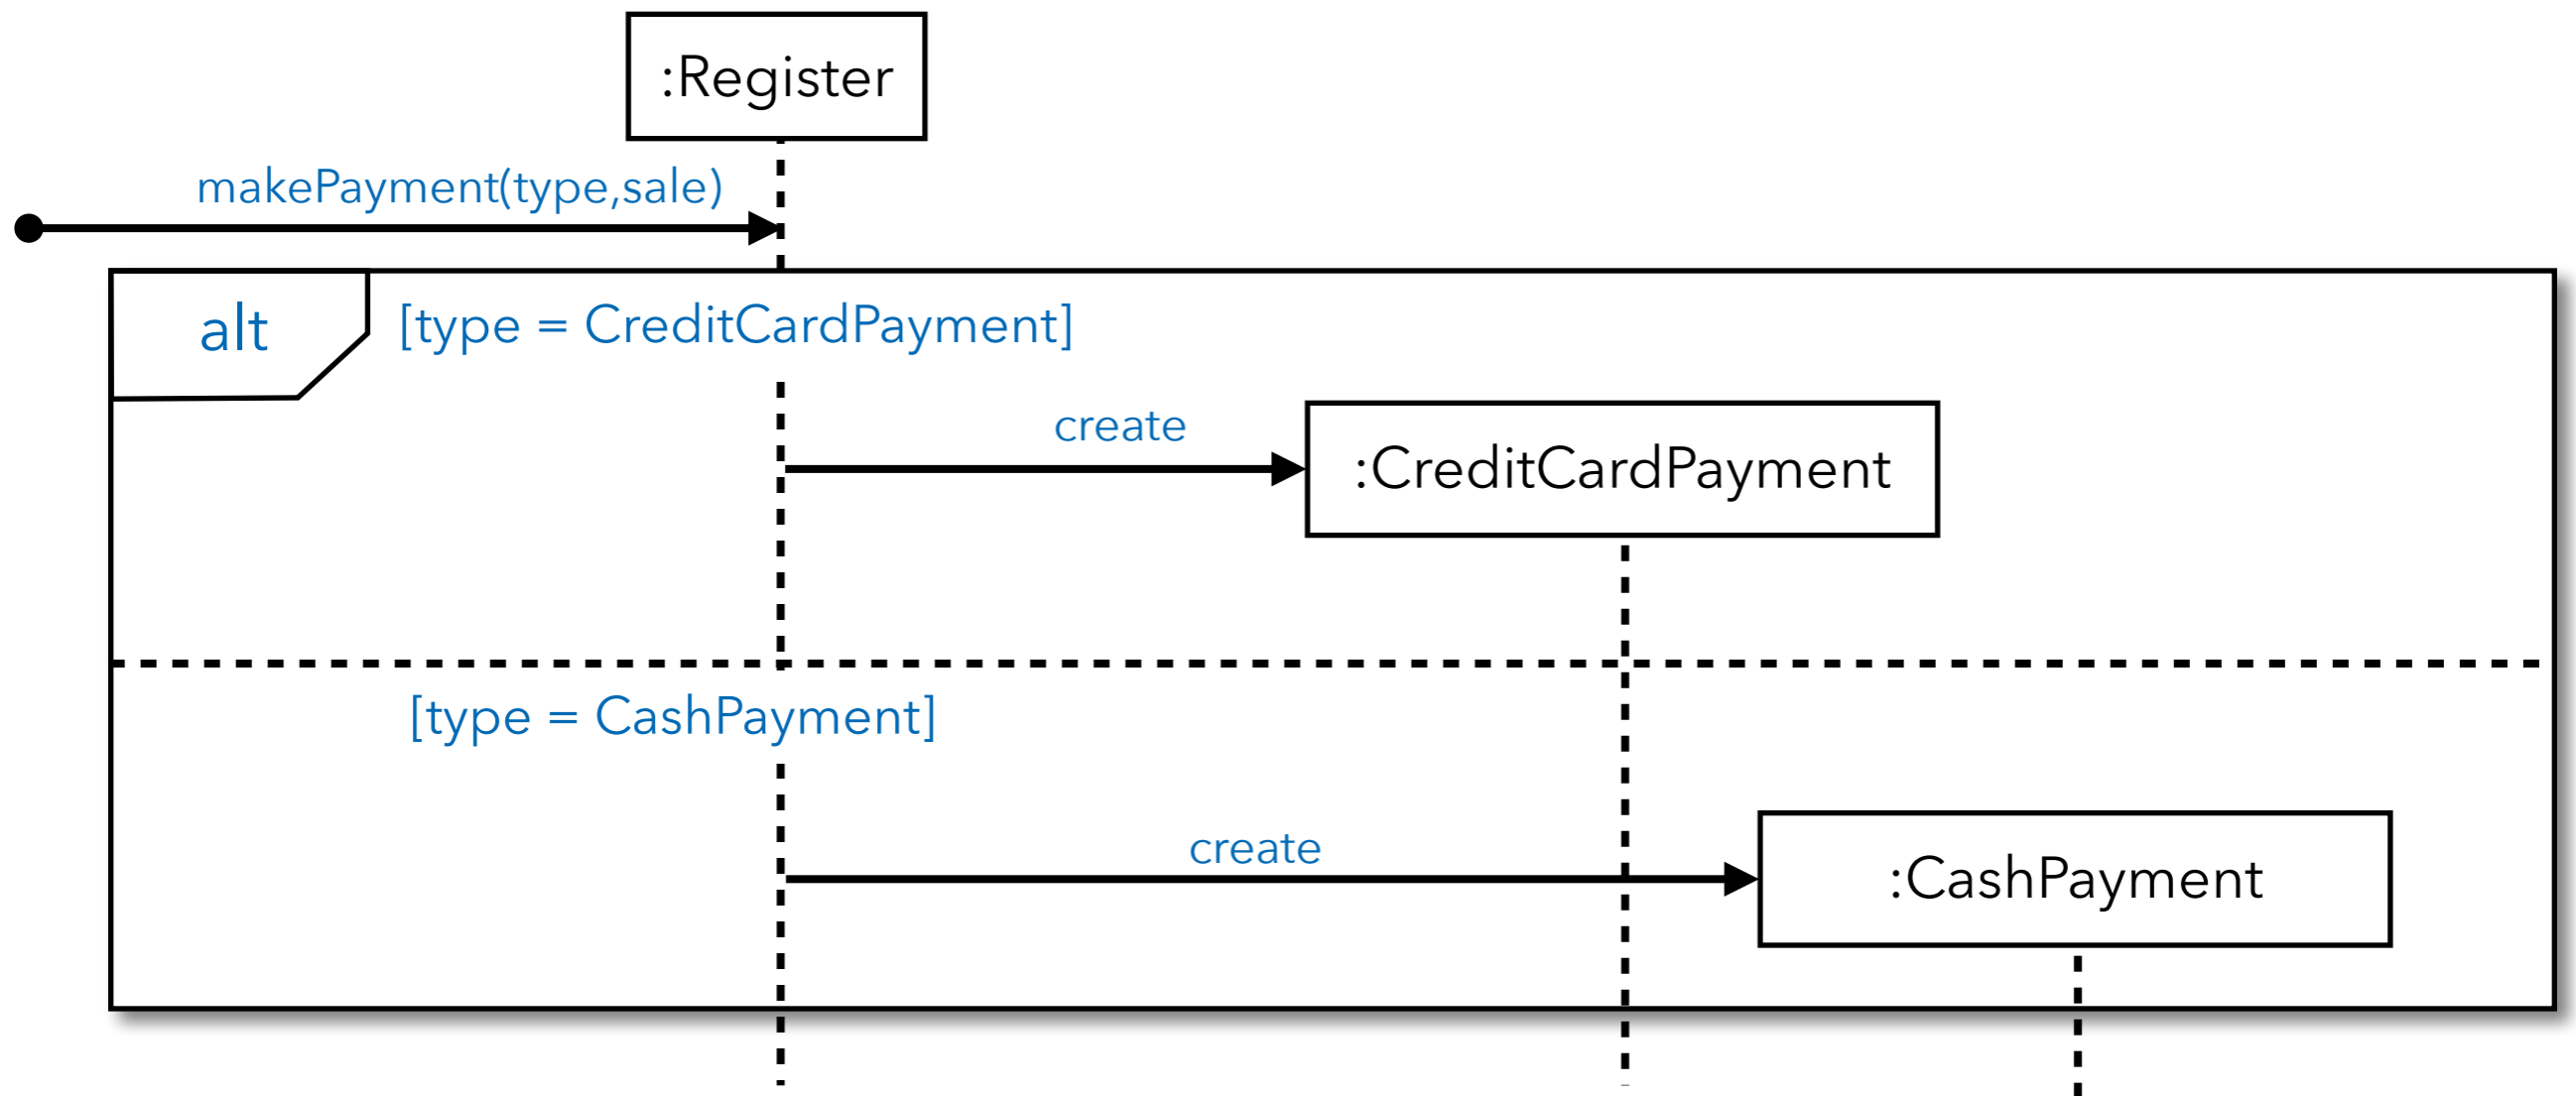 :Register
makePayment(type,sale)
alt
[type = CreditCardPayment]
create
:CreditCardPayment
[type = CashPayment]
create
:CashPayment